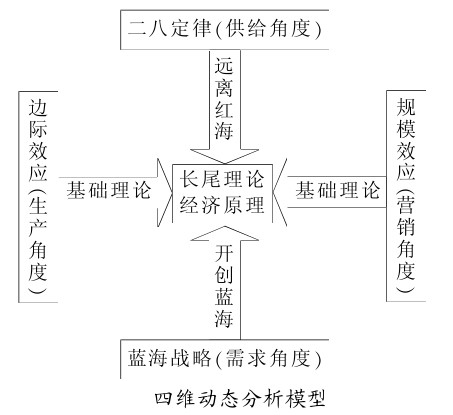 二八定律(供给角度)
远离红海
边际效应(生产角度)
基础理论
长尾理论
经济原理
基础理论
规模效应(营销角度)
开创蓝海
蓝海战略(需求角度)
四维动态分析模型